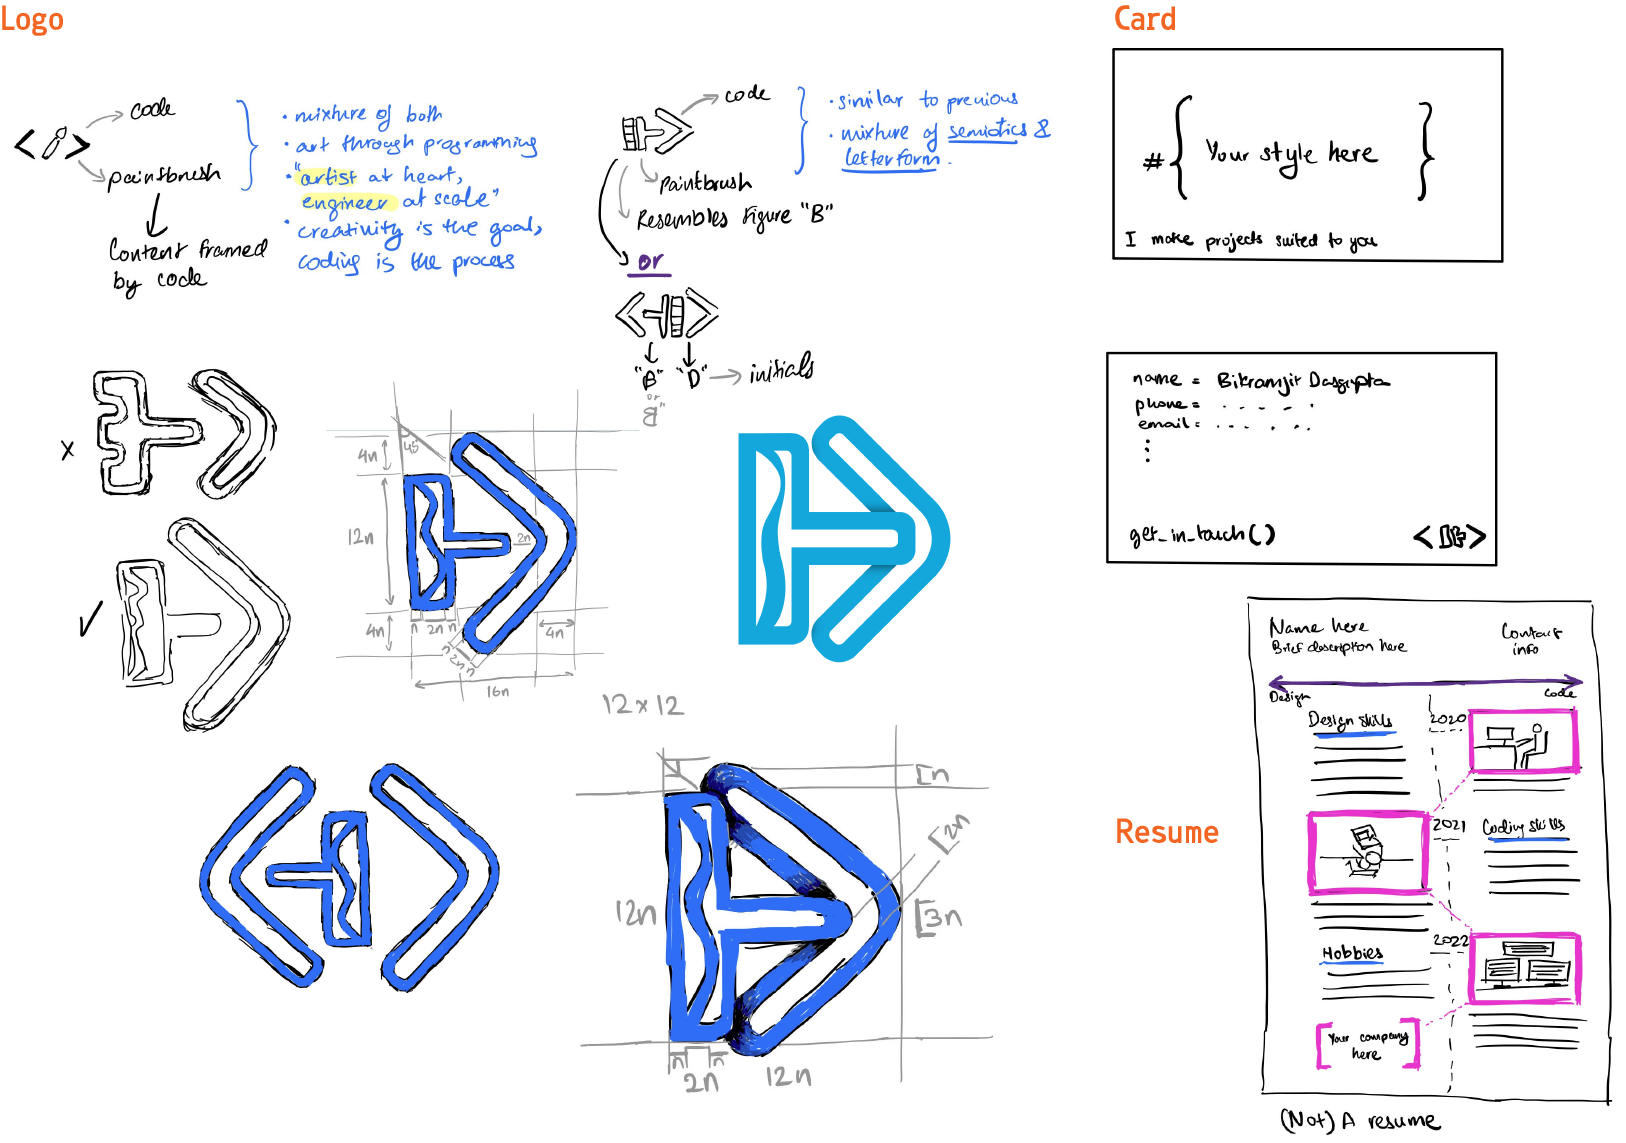 Logo
code
paintbrush
Content framed
by code
• mixture of both
• art through programming
• "artist at heart,
engineer at scale"
• creativity is the goal,
coding is the process
code
paintbrush
Resembles Figure "B"
• similar to previous
• mixture of semiotics &
letterform.
or
"B" "D" → initials
or
"B"
x
45
4n
12n
2n
4n
n 2n n
n 2n n
4n
16n
12 x 12
n
2n
3n
12n
n n
2n
12n
Card
# { Your style here }
I make projects suited to you
name = Bikramjit Dasgupta
phone = . . . . .
email = . . . . . .
get_in_touch()
Resume
Name here
Brief description here
Contact
info
Design
code
Design skills
2020
2021
Coding skills
2022
Hobbies
[Your company
here]
(Not) A resume